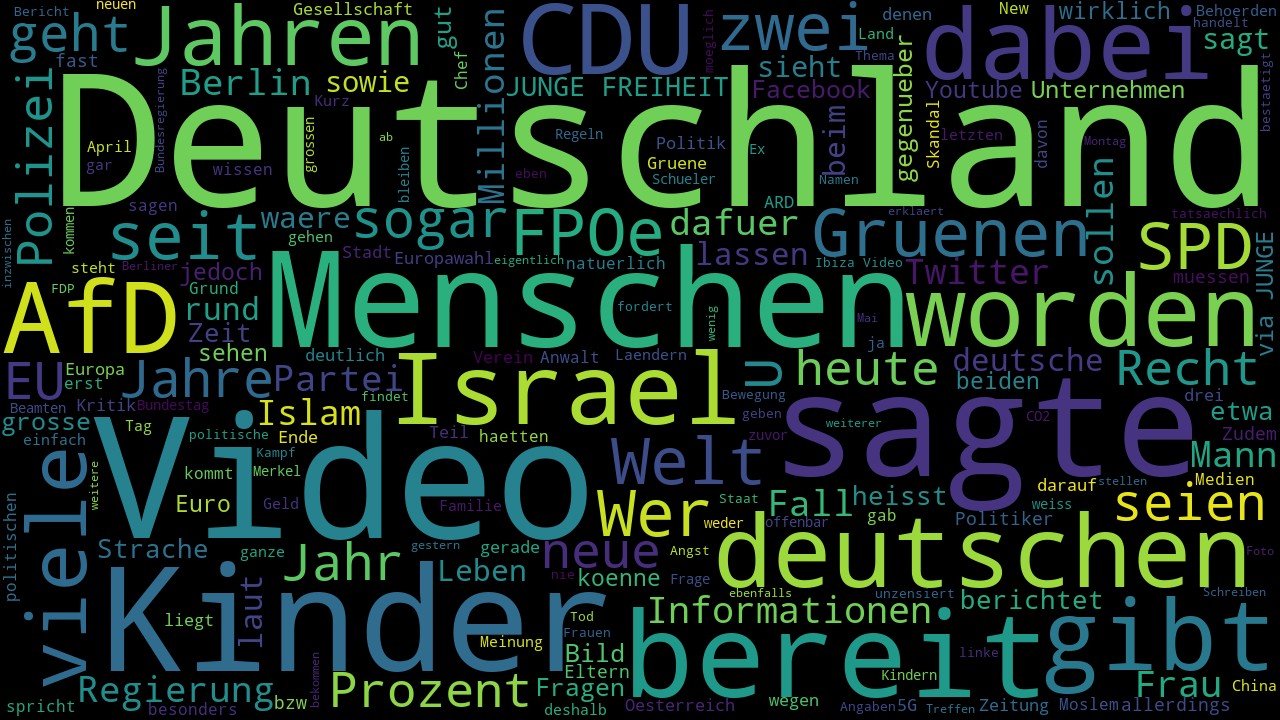 Bericht
neuen
Gesellschaft
geht
Jahren
gut
CDU
moeglich
zwei
denen
New
wirklich
Behoerden
handelt
Land
dabei
sagt
fast
Chef
Thema
sieht
Polizei
Berlin
sowie
Millionen
JUNGE FREIHEIT
Facebook
gegenueber
Youtube
Unternehmen
bestaetigt
Bundesregierung
Kurz
Deutschland
April
gar
grossen
ab
Regeln
Politik
Ex
beim
Skandal
letzten
davon
Montag
wissen
bleiben
eben
Gruene
Schueler
Namen
ARD
sagen
kommen
inzwischen
seit
waere
sogar
FPOe
dafuer
erklaert
Gruenen
sollen
tatsaechlich
SPD
gehen
Stadt
Europawahl
eigentlich
natuerlich
lassen
Ibiza Video
Twitter
muessen
via JUNGE
steht
Berliner
jedoch
FDP
Grund
AfD
rund
Menschen
fordert
wenig
Mai
worden
Zeit
ja
sehen
deutlich
Verein
Anwalt
Laendern
heute
deutsche
Recht
EU
Europa
erst
Jahre
Partei
findet
Israel
U
Bewegung
beiden
drei
Beamten
Kritik
Bundestag
geben
sagte
CO2
etwa
grosse
Tag
Islam
Zudem
einfach
politische
Ende
Teil
haetten
zuvor
weiterer
viele
Video
Kampf
Welt
Mann
weitere
kommt
Merkel
Euro
Geld
Familie
Wer
Staat
Fall
heisst
darauf
Medien
stellen
weder
offenbar
gab
weiss
seien
politischen
Strache
ganze
gestern
gerade
neue
Angst
Politiker
deutschen
Foto
Jahr
Leben
nie
koenne
Frage
laut
Kinder
ebenfalls
unzensiert
berichtet
Schreiben
liegt
Tod
Informationen
gibt
Meinung
Frauen
Bild
bereit
linke
Eltern
Kindern
Regierung
bzw
bekommen
Prozent
Fragen
Frau
China
spricht
besonders
deshalb
Oesterreich
wegen
Angaben
5G
Treffen
Zeitung
Moslem
allerdings